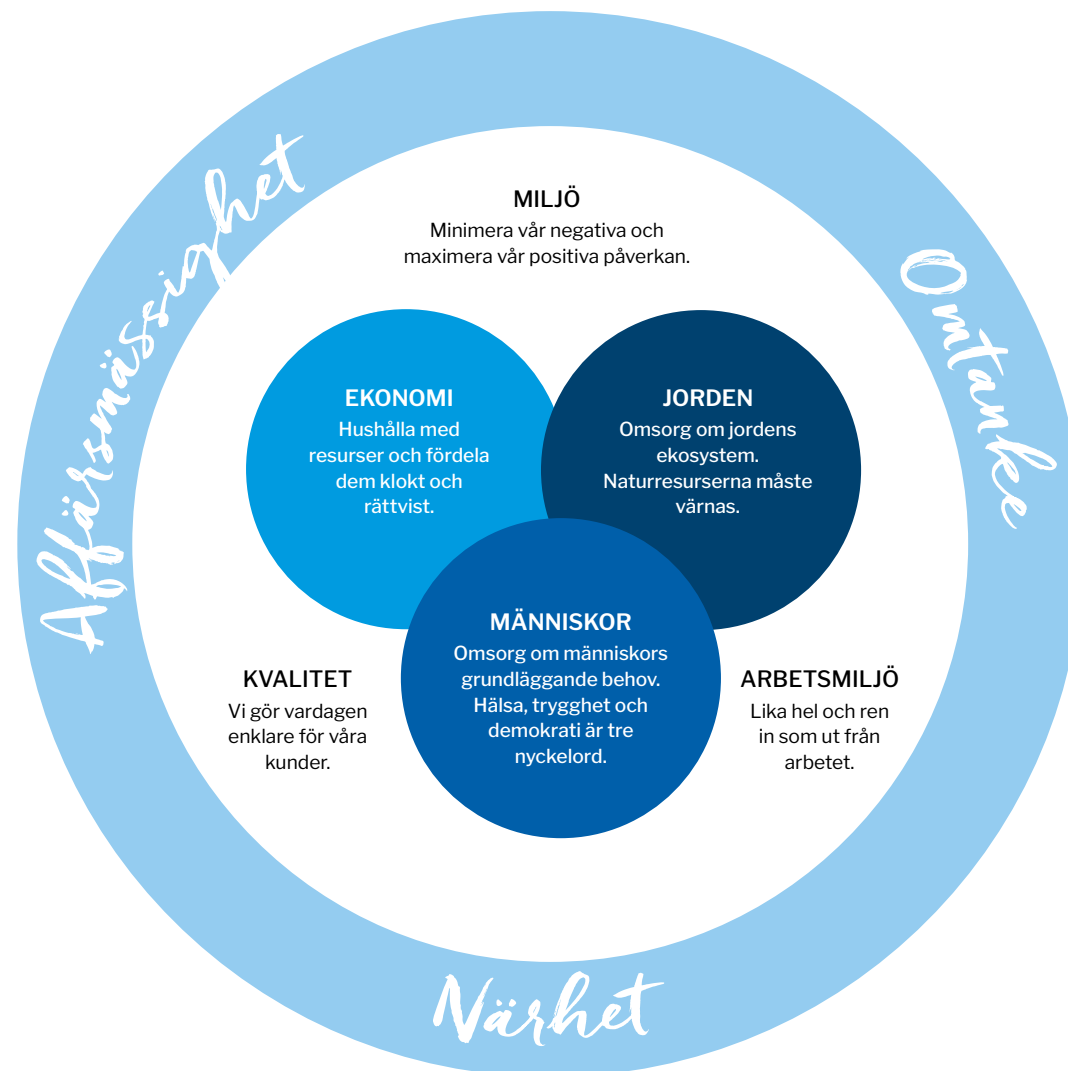 Affärsmässighet
Omtanke
MILJÖ
Minimera vår negativa och
maximera vår positiva påverkan.
EKONOMI
Hushålla med
resurser och fördela
dem klokt och
rättvist.
JORDEN
Omsorg om jordens
ekosystem.
Naturresurserna måste
värnas.
MÄNNISKOR
Omsorg om människors
grundläggande behov.
Hälsa, trygghet och
demokrati är tre
nyckelord.
KVALITET
Vi gör vardagen
enklare för våra
kunder.
ARBETSMILJÖ
Lika hel och ren
in som ut från
arbetet.
Närhet